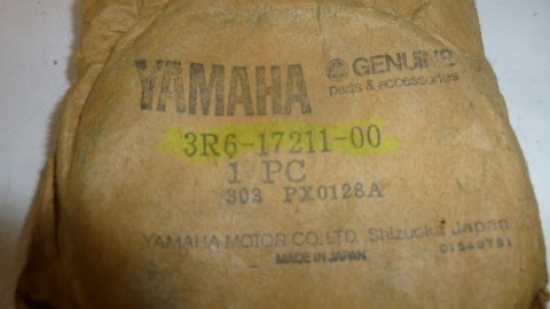 YAMAHA GENUINE
parts & accessories
3R6-17211-00
1 PC
303 PX0128A
YAMAHA MOTOR CO.LTD. Shizuoka Japan
MADE IN JAPAN 01540791